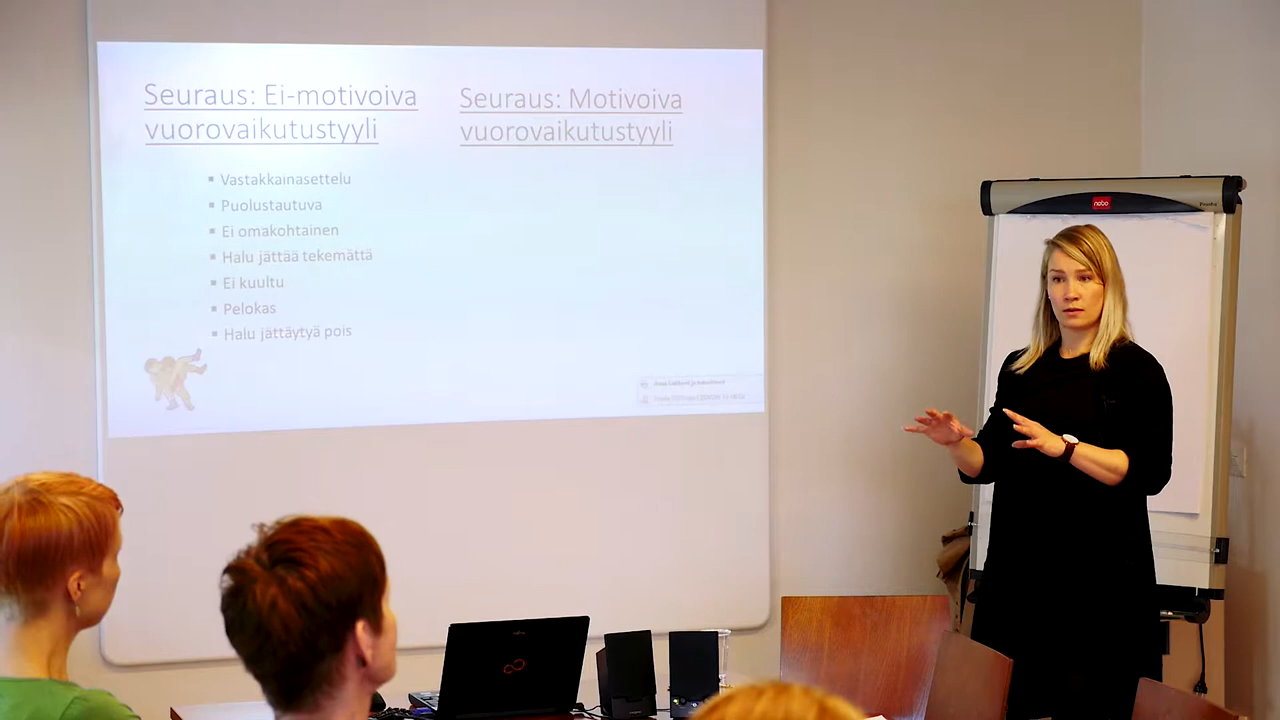 Seuraus: Ei-motivoiva
vuorovaikutustyyli
Vastakkainasettelu
Puolustautuva
Ei omakohtainen
Halu jättää tekemättä
Ei kuultu
Pelokas
Halu jättäytyä pois
Seuraus: Motivoiva
vuorovaikutustyyli
nobo